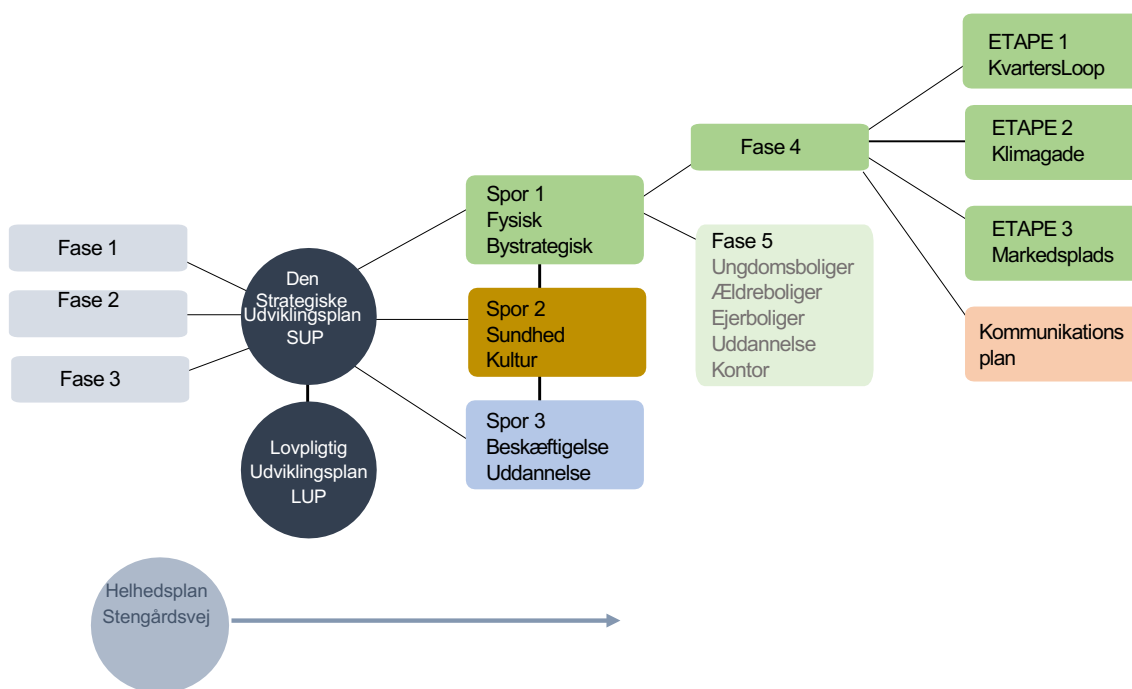 Fase 1
Fase 2
Fase 3
Den
Strategiske
Udviklingsplan
SUP
Lovpligtig
Udviklingsplan
LUP
Spor 1
Fysisk
Bystrategisk
Spor 2
Sundhed
Kultur
Spor 3
Beskæftigelse
Uddannelse
Fase 4
Fase 5
Ungdomsboliger
Ældreboliger
Ejerboliger
Uddannelse
Kontor
ETAPE 1
KvartersLoop
ETAPE 2
Klimagade
ETAPE 3
Markedsplads
Kommunikations
plan
Helhedsplan
Stengårdsvej